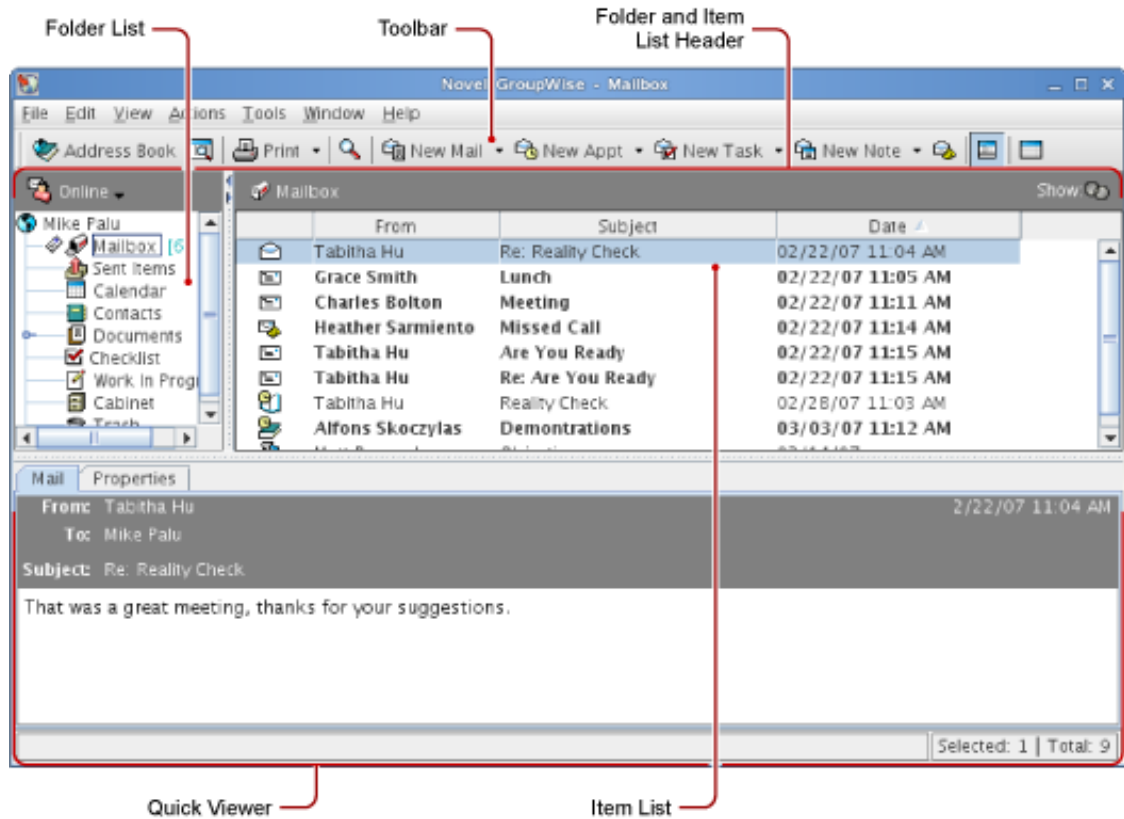 Folder List
Toolbar
Folder and Item
List Header
Novell GroupWise - Mailbox
File Edit View Actions Tools Window Help
Address Book Print New Mail New Appt New Task New Note
Online Mailbox Show:
Mike Palu
Mailbox [6
Sent Items
Calendar
Contacts
Documents
Checklist
Work In Prog
Cabinet
Trash
From Subject Date
Tabitha Hu Re: Reality Check 02/22/07 11:04 AM
Grace Smith Lunch 02/22/07 11:05 AM
Charles Bolton Meeting 02/22/07 11:11 AM
Heather Sarmiento Missed Call 02/22/07 11:14 AM
Tabitha Hu Are You Ready 02/22/07 11:15 AM
Tabitha Hu Re: Are You Ready 02/22/07 11:15 AM
Tabitha Hu Reality Check 02/28/07 11:03 AM
Alfons Skoczylas Demontrations 03/03/07 11:12 AM
Mail Properties
From: Tabitha Hu 2/22/07 11:04 AM
To: Mike Palu
Subject: Re: Reality Check
That was a great meeting, thanks for your suggestions.
Selected: 1 Total: 9
Quick Viewer
Item List